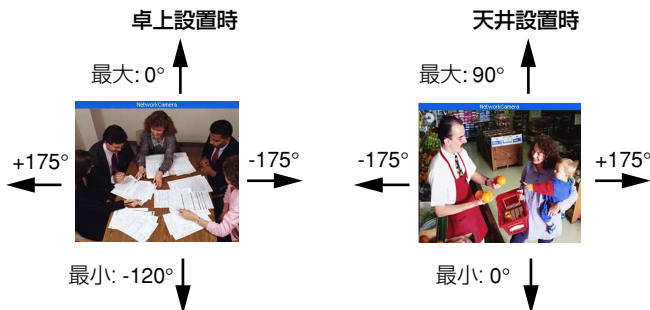 卓上設置時
最大: 0°
NetworkCamera
+175°
-175°
最小: -120°
天井設置時
最大: 90°
NetworkCamera
-175°
+175°
最小: 0°